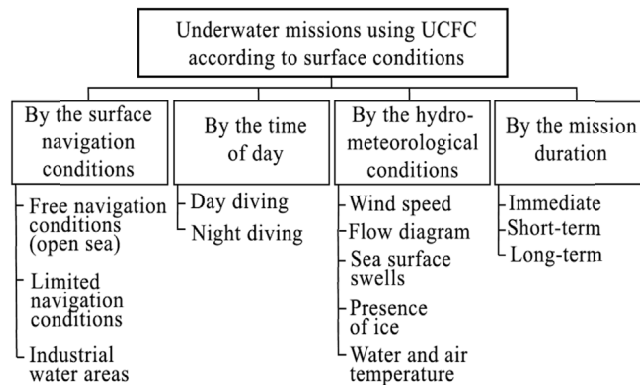 Underwater missions using UCFC
according to surface conditions
By the surface
navigation
conditions
Free navigation
conditions
(open sea)
Limited
navigation
conditions
Industrial
water areas
By the time
of day
Day diving
Night diving
By the hydro-
meteorological
conditions
Wind speed
Flow diagram
Sea surface
swells
Presence
of ice
Water and air
temperature
By the mission
duration
Immediate
Short-term
Long-term